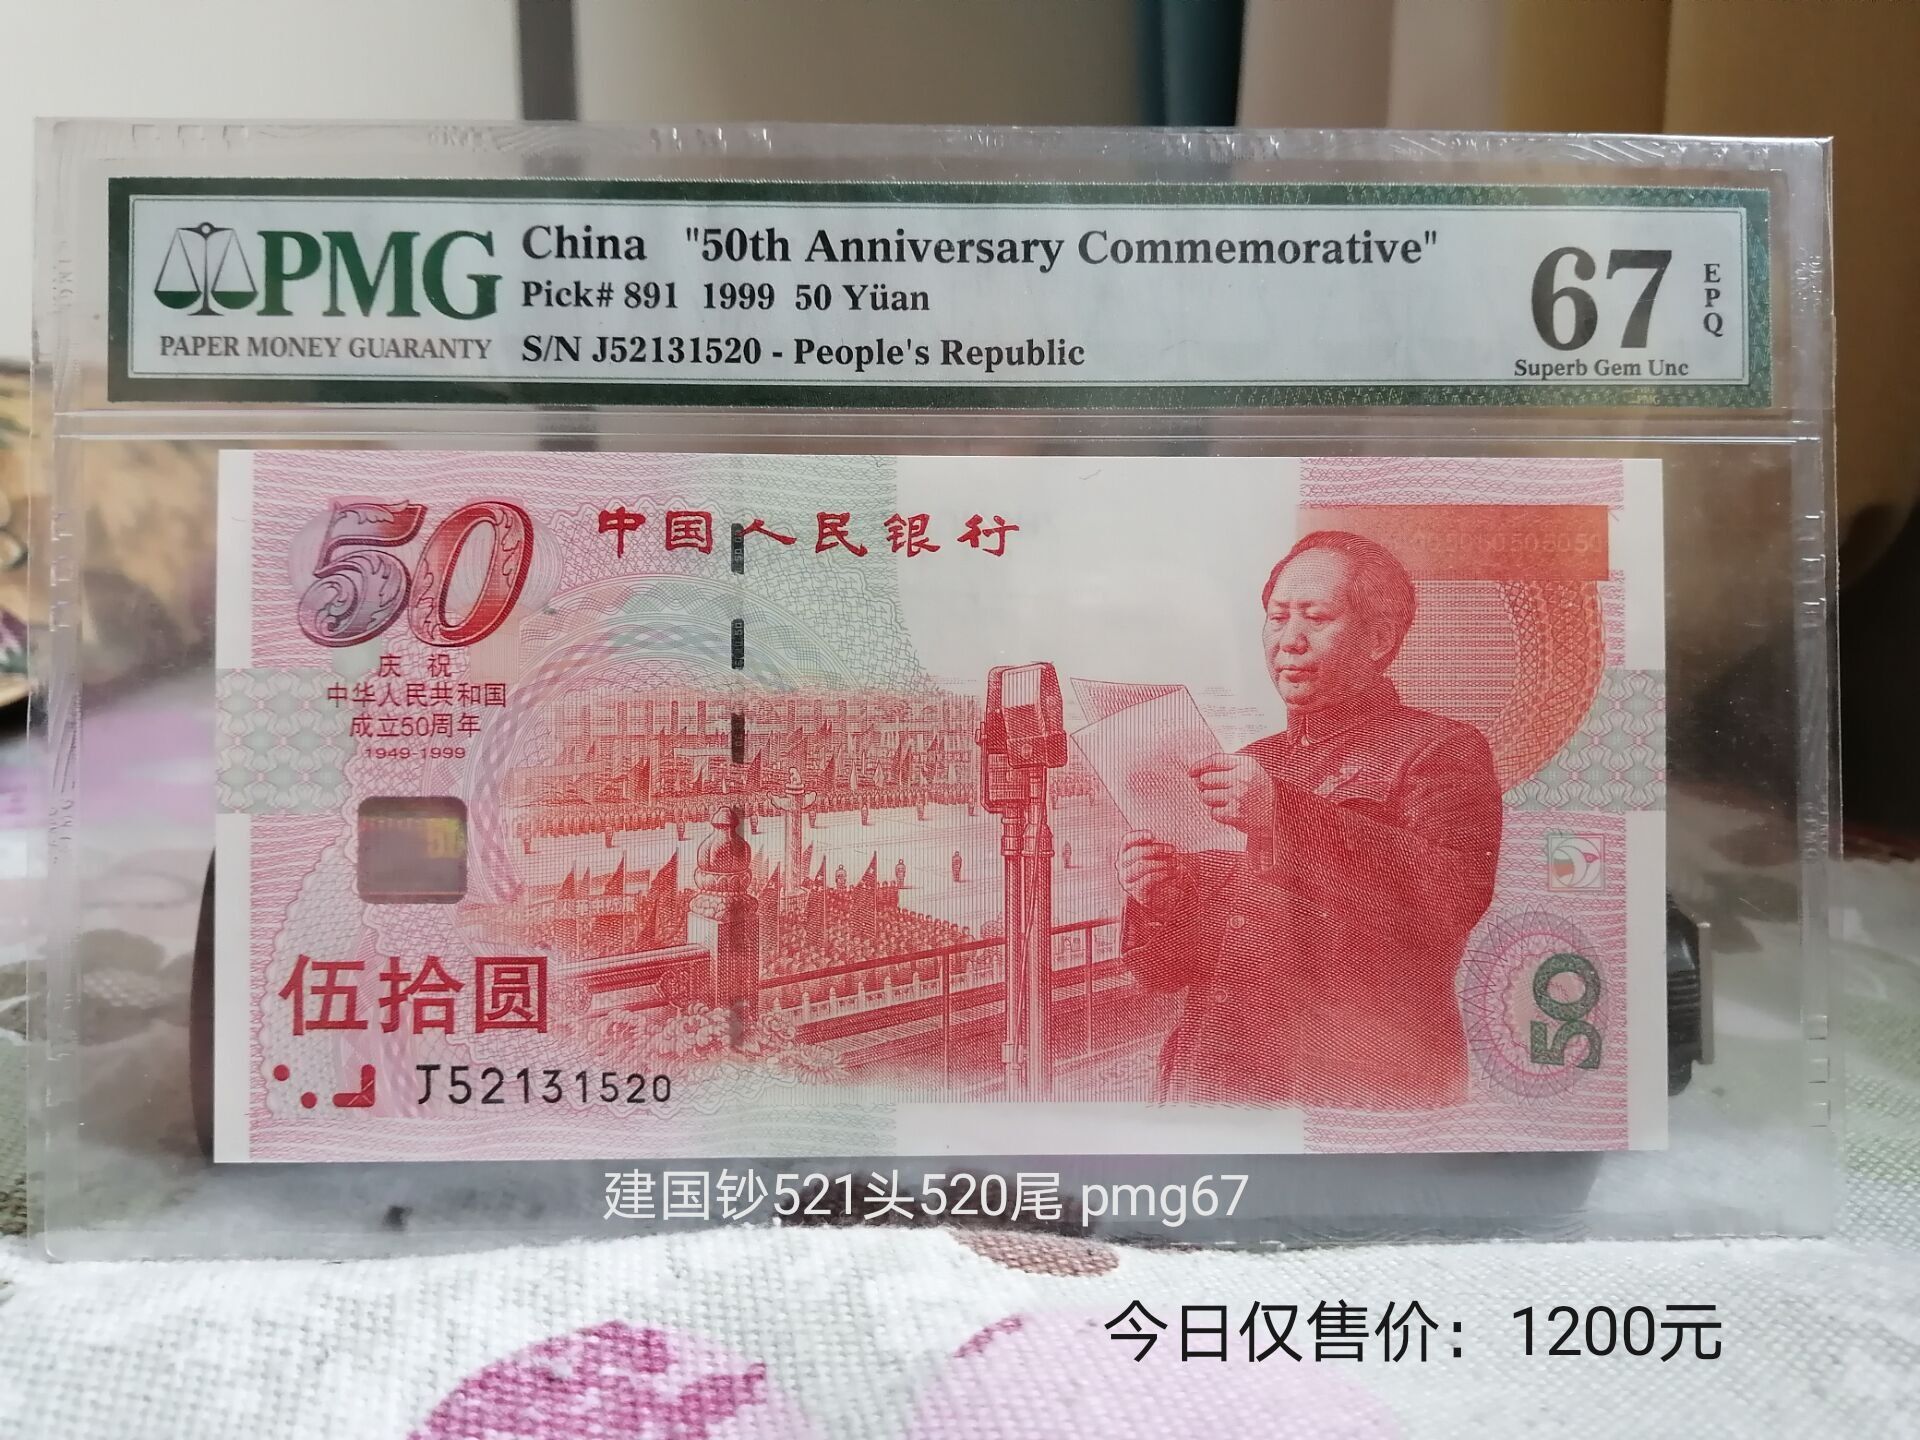 PMG
PAPER MONEY GUARANTY
China "50th Anniversary Commemorative"
Pick# 891 1999 50 Yüan
S/N J52131520 - People's Republic
67
EPQ
Superb Gem Unc
50
中国人民银行
庆祝
中华人民共和国
成立50周年
1949-1999
伍拾圆
J52131520
50
建国钞521头520尾 pmg67
今日仅售价：1200元